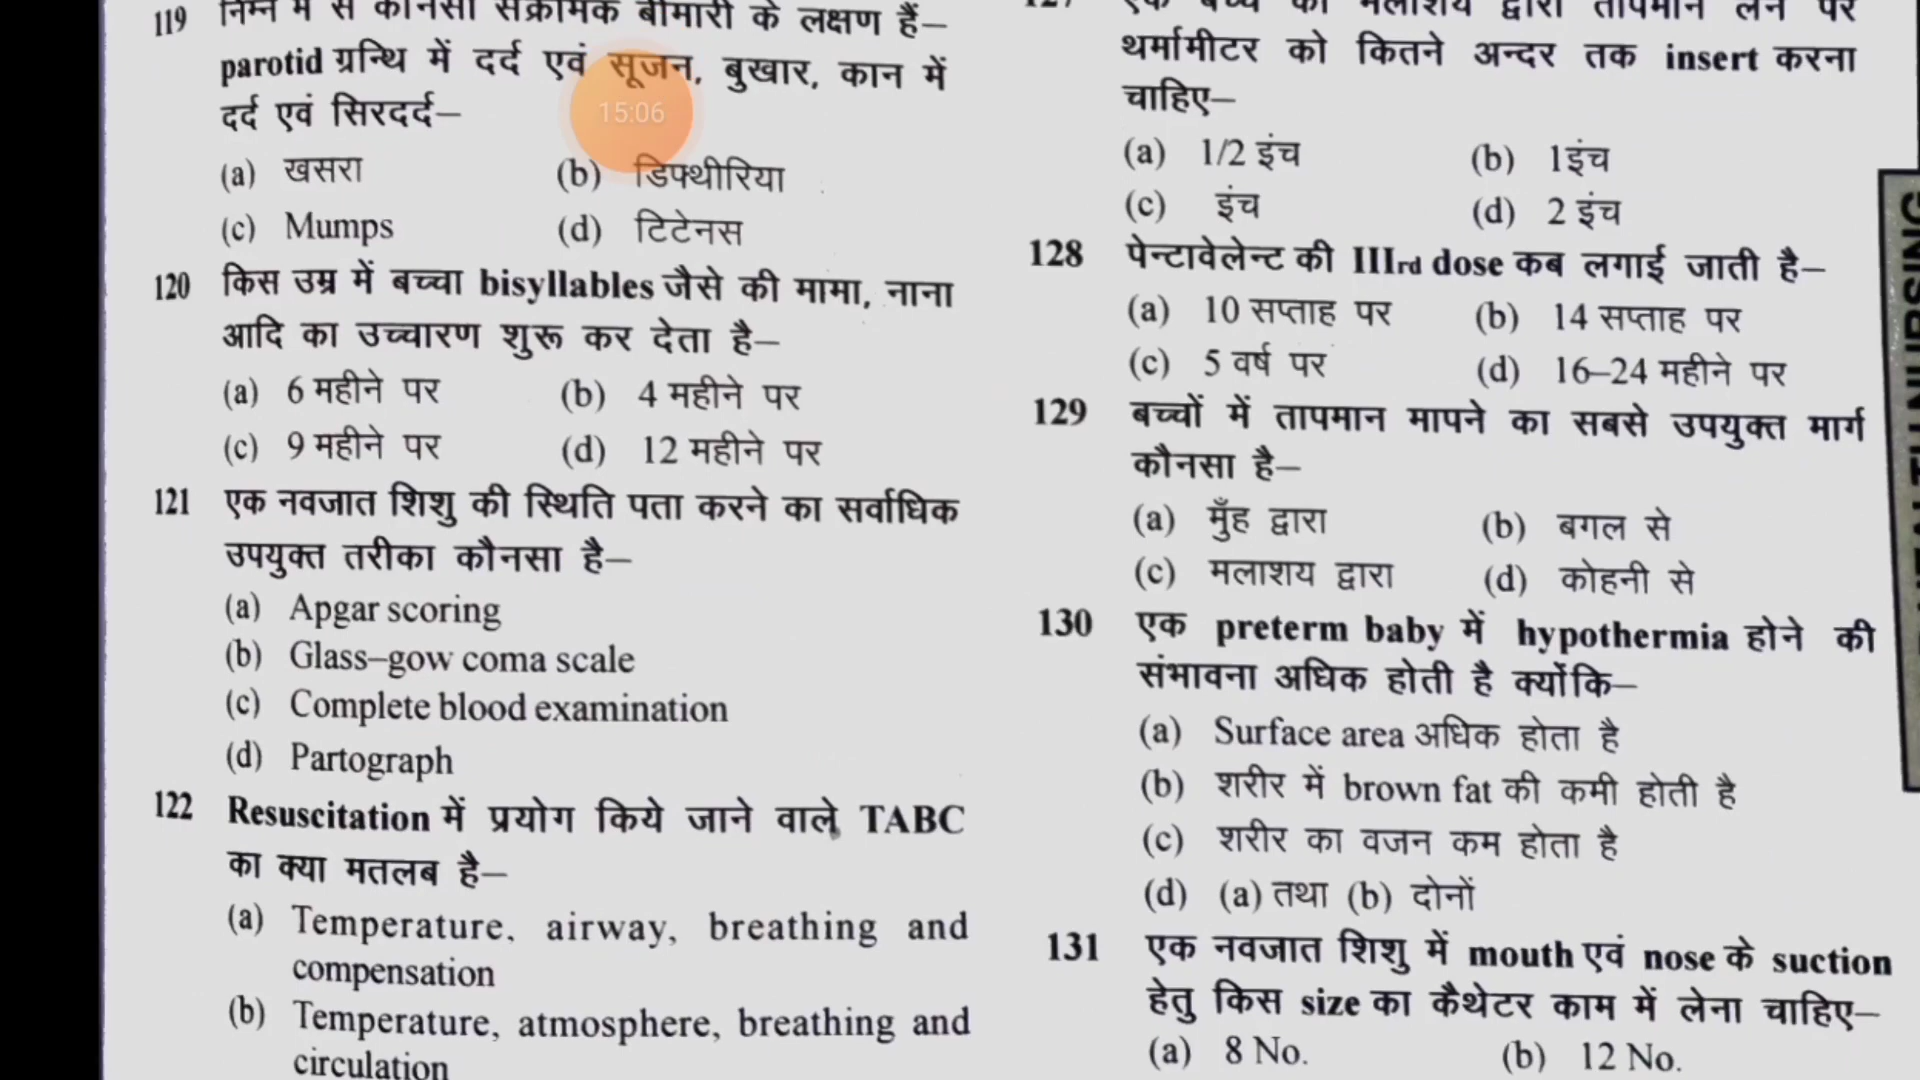 119 निम्न में से कौनसी संक्रामक बीमारी के लक्षण हैं–
parotid ग्रन्थि में दर्द एवं सूजन, बुखार, कान में
दर्द एवं सिरदर्द–
15:06
(a) खसरा (b) डिफ्थीरिया
(c) Mumps (d) टिटेनस
120 किस उम्र में बच्चा bisyllables जैसे की मामा, नाना
आदि का उच्चारण शुरू कर देता है–
(a) 6 महीने पर (b) 4 महीने पर
(c) 9 महीने पर (d) 12 महीने पर
121 एक नवजात शिशु की स्थिति पता करने का सर्वाधिक
उपयुक्त तरीका कौनसा है–
(a) Apgar scoring
(b) Glass–gow coma scale
(c) Complete blood examination
(d) Partograph
122 Resuscitation में प्रयोग किये जाने वाले TABC
का क्या मतलब है–
(a) Temperature, airway, breathing and
compensation
(b) Temperature, atmosphere, breathing and
circulation
127 एक बच्चे का मलाशय द्वारा तापमान लेने पर
थर्मामीटर को कितने अन्दर तक insert करना
चाहिए–
(a) 1/2 इंच (b) 1इंच
(c) इंच (d) 2 इंच
128 पेन्टावेलेन्ट की IIIrd dose कब लगाई जाती है–
(a) 10 सप्ताह पर (b) 14 सप्ताह पर
(c) 5 वर्ष पर (d) 16–24 महीने पर
129 बच्चों में तापमान मापने का सबसे उपयुक्त मार्ग
कौनसा है–
(a) मुँह द्वारा (b) बगल से
(c) मलाशय द्वारा (d) कोहनी से
130 एक preterm baby में hypothermia होने की
संभावना अधिक होती है क्योंकि–
(a) Surface area अधिक होता है
(b) शरीर में brown fat की कमी होती है
(c) शरीर का वजन कम होता है
(d) (a) तथा (b) दोनों
131 एक नवजात शिशु में mouth एवं nose के suction
हेतु किस size का कैथेटर काम में लेना चाहिए–
(a) 8 No. (b) 12 No.